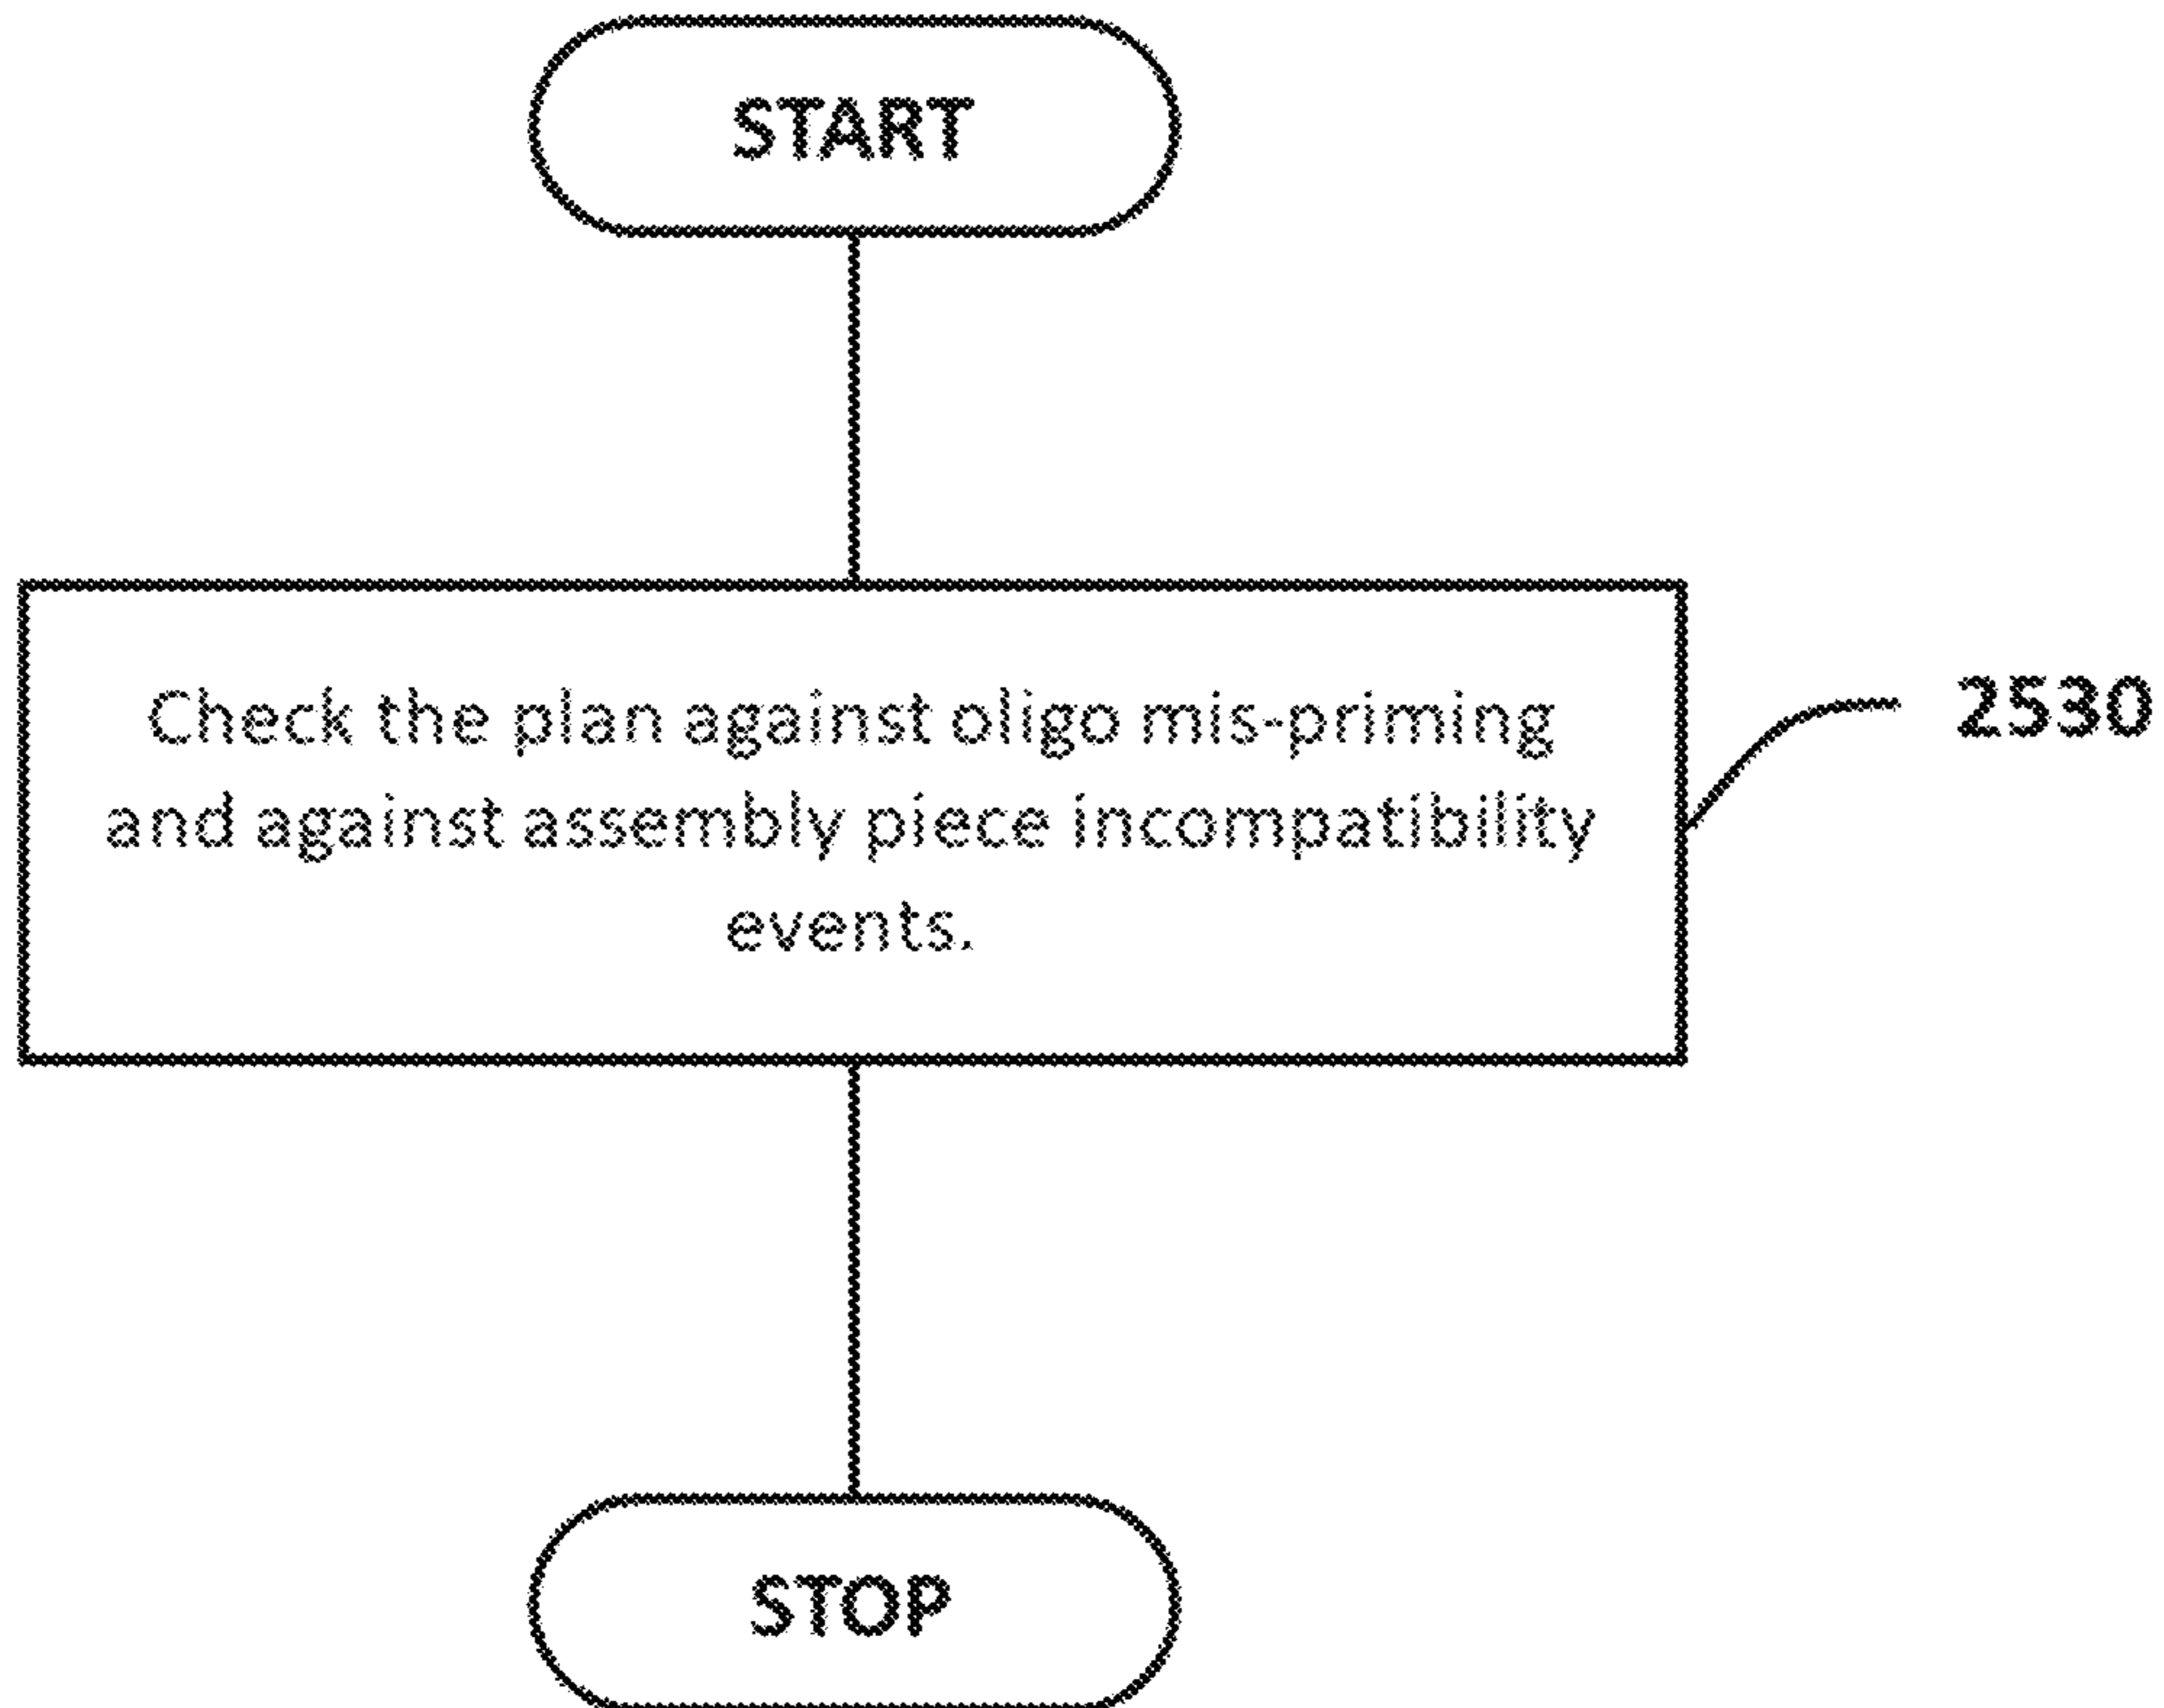 START
Check the plan against oligo mis-priming
and against assembly piece incompatibility
events.
2530
STOP